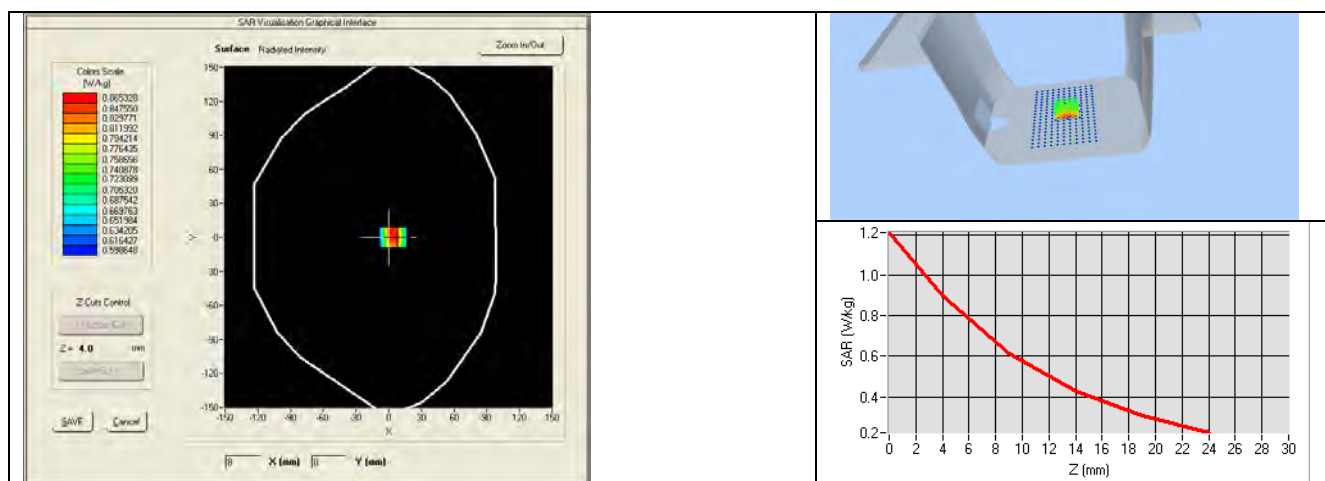 SAR Visualisation Graphical Interface
Surface Radiated Intensity
Zoom In/Out
Colors Scale
(W/kg)
0.865328
0.847550
0.829771
0.811992
0.794214
0.776435
0.758656
0.740878
0.723099
0.705320
0.687542
0.669763
0.651984
0.634205
0.616427
0.598648
150-
120-
90-
60-
30-
0-
30-
60-
-90-
-120-
-150-
Y
-150 -120 -90 -60 -30 0 30 60 90 120 150
X
Z Cuts Control
Z = 4.0 mm
SAVE Cancel
8 X (mm) 0 Y (mm)
1.2
1.0
0.8
0.6
0.4
0.2
SAR (W/kg)
0 2 4 6 8 10 12 14 16 18 20 22 24 26 28 30
Z (mm)